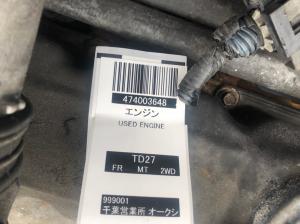 474003648
エンジン
USED ENGINE
TD27
FR MT 2WD
999001
千葉営業所 オークシ